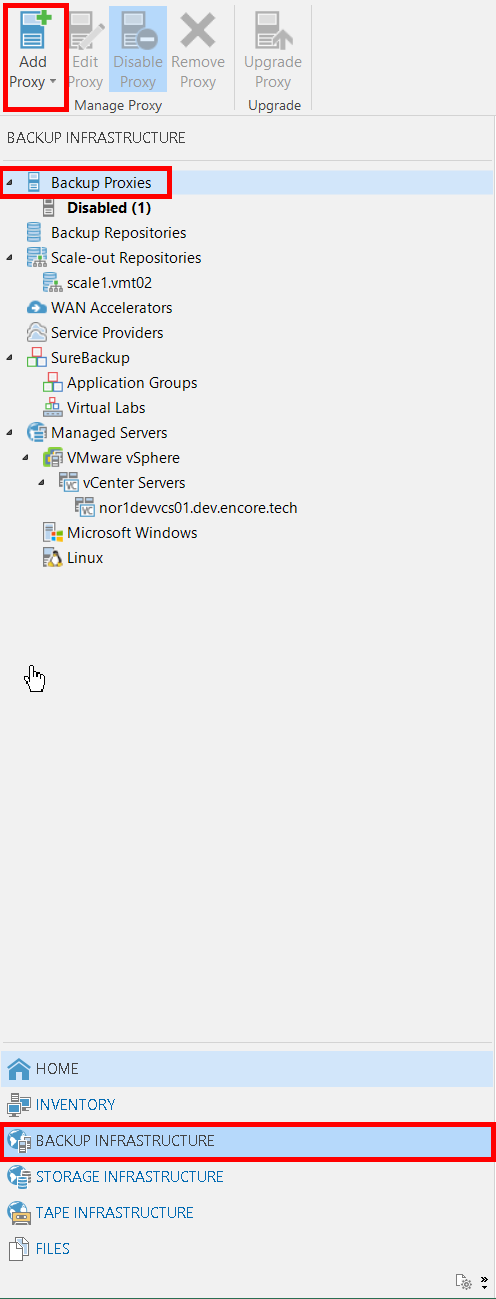 Add Proxy
Edit Proxy
Disable Proxy
Remove Proxy
Upgrade Proxy
Manage Proxy
Upgrade
BACKUP INFRASTRUCTURE
Backup Proxies
Disabled (1)
Backup Repositories
Scale-out Repositories
scale1.vmt02
WAN Accelerators
Service Providers
SureBackup
Application Groups
Virtual Labs
Managed Servers
VMware vSphere
vCenter Servers
nor1devvcs01.dev.encore.tech
Microsoft Windows
Linux
HOME
INVENTORY
BACKUP INFRASTRUCTURE
STORAGE INFRASTRUCTURE
TAPE INFRASTRUCTURE
FILES